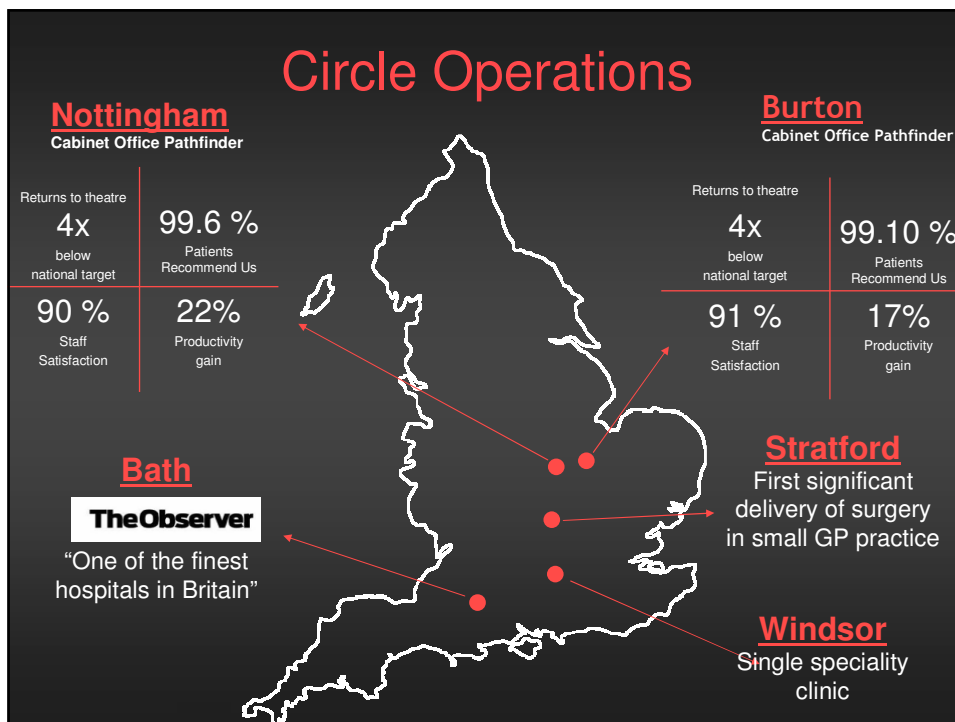 Circle Operations
Nottingham
Cabinet Office Pathfinder
Returns to theatre
4x
below
national target
99.6 %
Patients
Recommend Us
90 %
Staff
Satisfaction
22%
Productivity
gain
Burton
Cabinet Office Pathfinder
Returns to theatre
4x
below
national target
99.10 %
Patients
Recommend Us
91 %
Staff
Satisfaction
17%
Productivity
gain
Bath
TheObserver
“One of the finest
hospitals in Britain”
Stratford
First significant
delivery of surgery
in small GP practice
Windsor
Single speciality
clinic